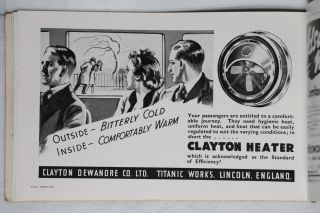 OUTSIDE – BITTERLY COLD
INSIDE – COMFORTABLY WARM
Your passengers are entitled to a comfort-
able journey. They need hygienic heat,
uniform heat, and heat that can be easily
regulated to suit the varying conditions; in
short the ......
CLAYTON HEATER
which is acknowledged as the Standard
of Efficiency!
CLAYTON DEWANDRE CO. LTD. TITANIC WORKS, LINCOLN, ENGLAND.